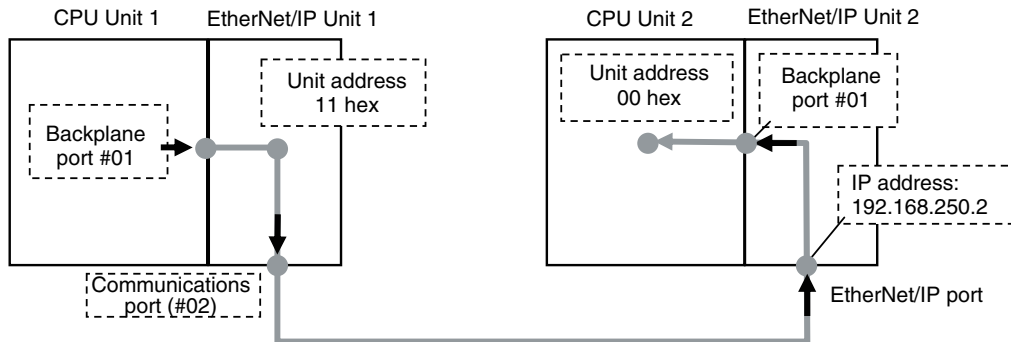 CPU Unit 1
EtherNet/IP Unit 1
CPU Unit 2
EtherNet/IP Unit 2
Unit address
11 hex
Backplane
port #01
Communications
port (#02)
Unit address
00 hex
Backplane
port #01
IP address:
192.168.250.2
EtherNet/IP port